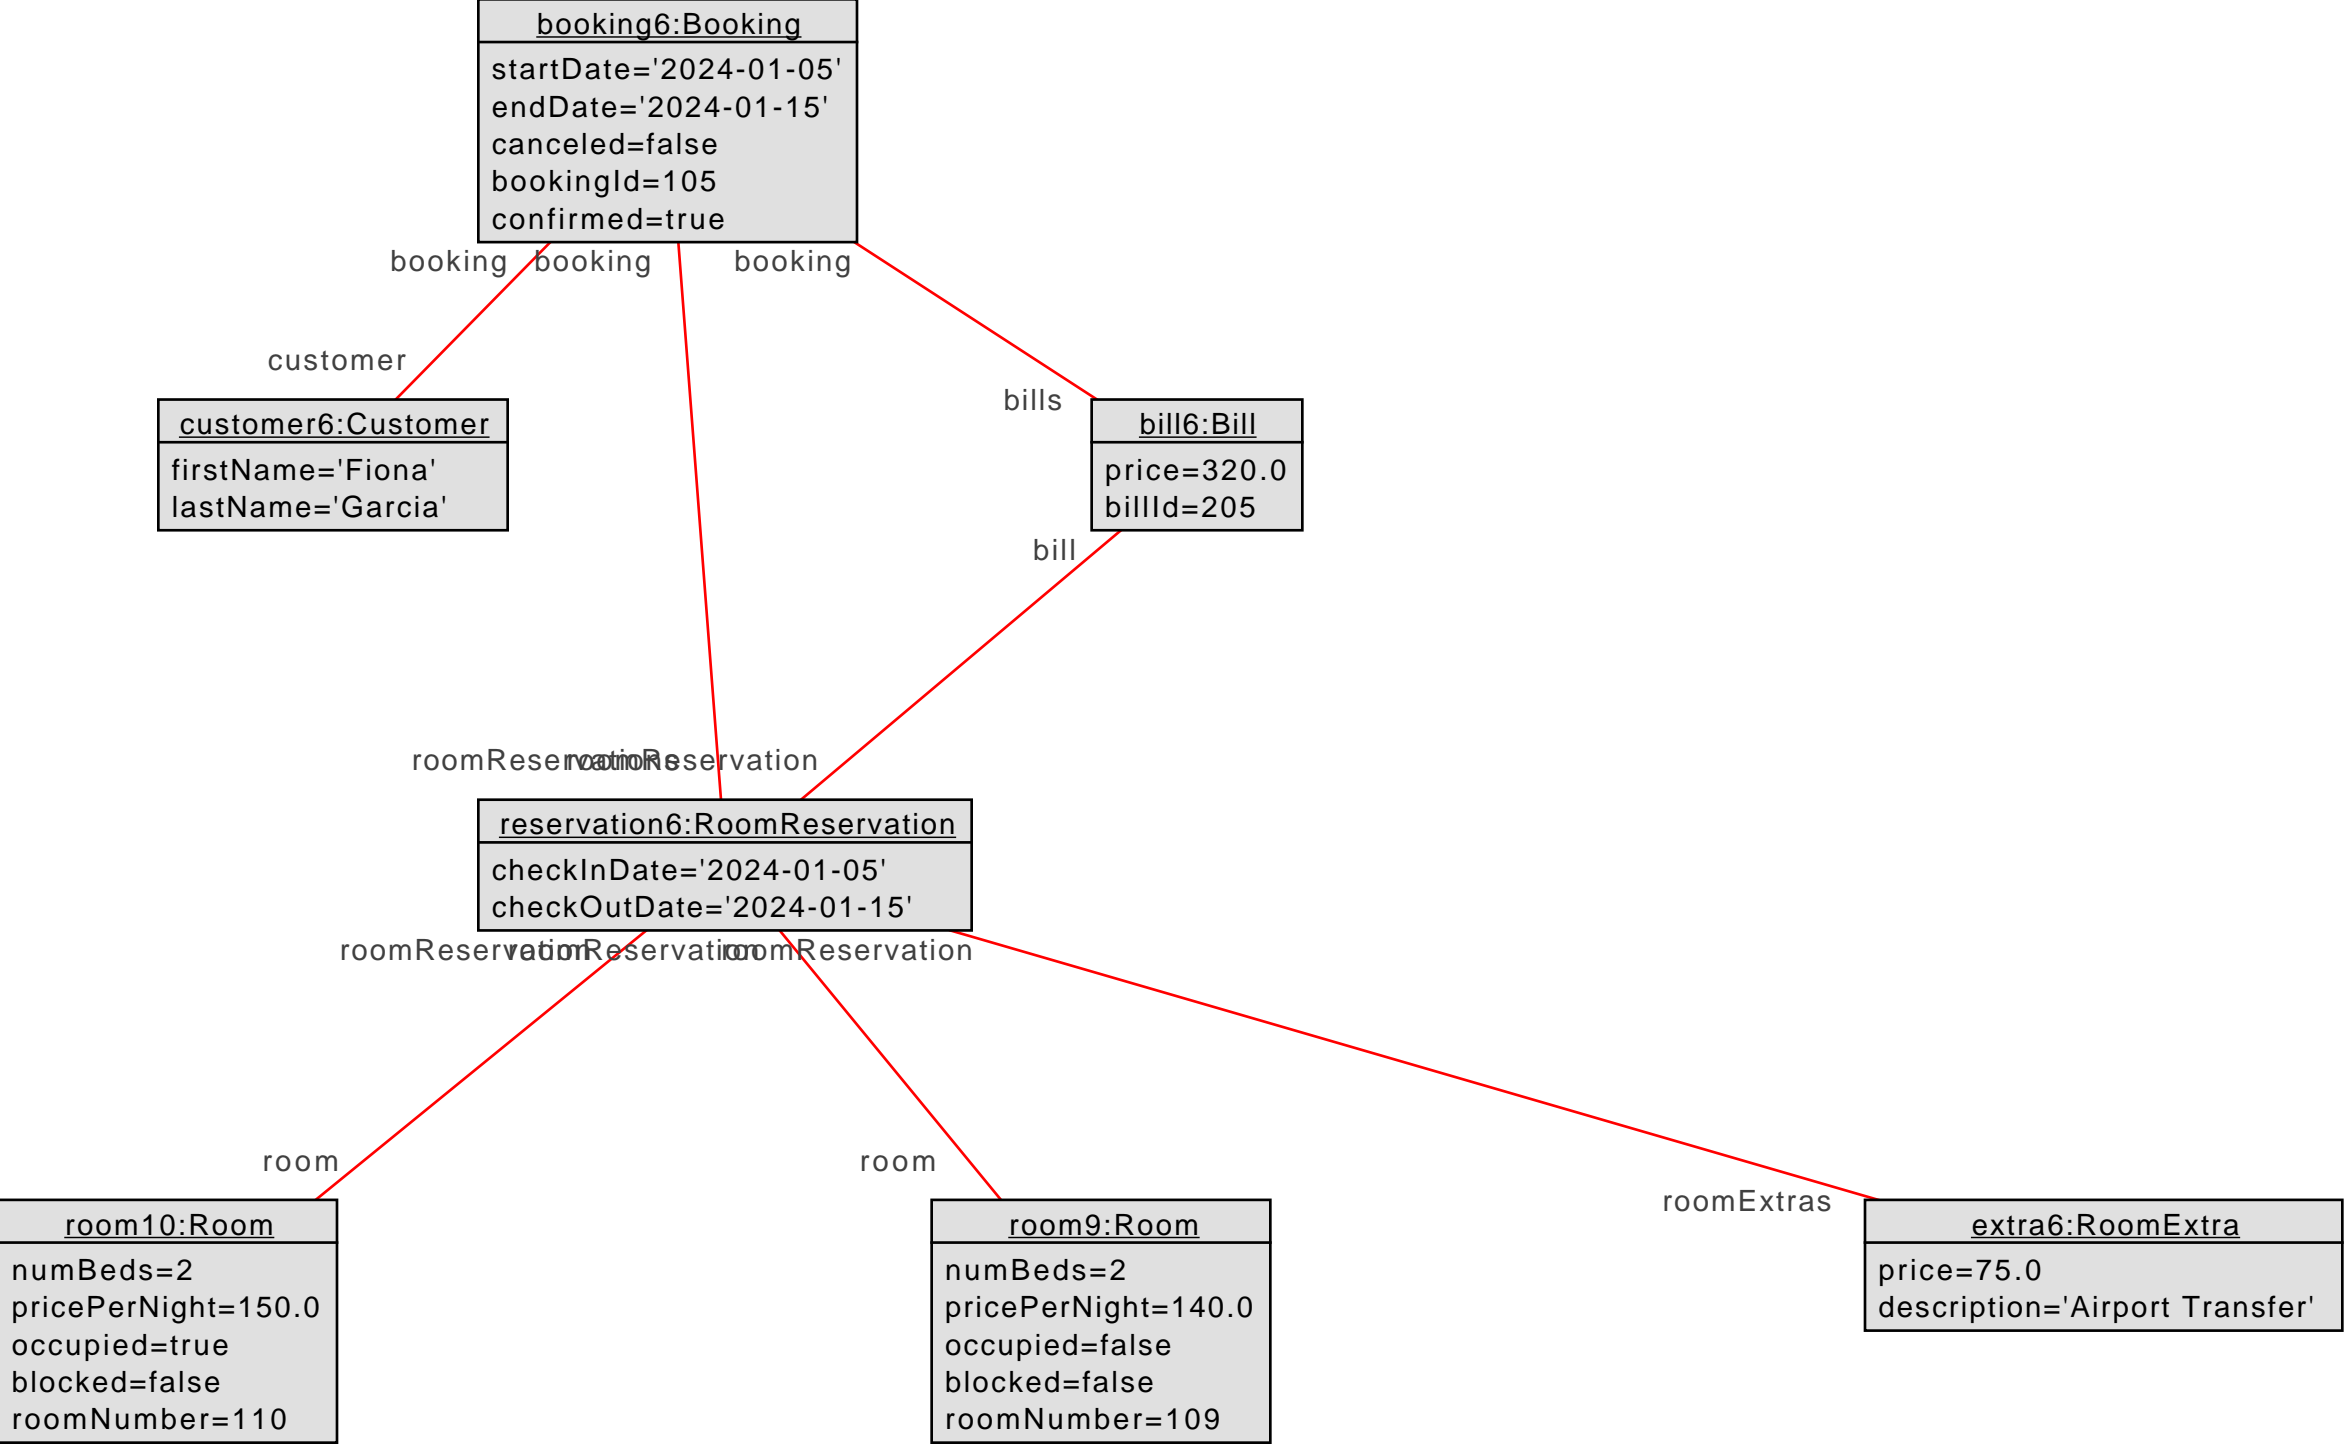 booking6:Booking
startDate='2024-01-05'
endDate='2024-01-15'
canceled=false
bookingId=105
confirmed=true
booking booking booking
customer
bills
customer6:Customer
firstName='Fiona'
lastName='Garcia'
bill6:Bill
price=320.0
billId=205
bill
roomReservations roomReservation
reservation6:RoomReservation
checkInDate='2024-01-05'
checkOutDate='2024-01-15'
roomReservation roomReservation roomReservation
room
room
roomExtras
room10:Room
numBeds=2
pricePerNight=150.0
occupied=true
blocked=false
roomNumber=110
room9:Room
numBeds=2
pricePerNight=140.0
occupied=false
blocked=false
roomNumber=109
extra6:RoomExtra
price=75.0
description='Airport Transfer'